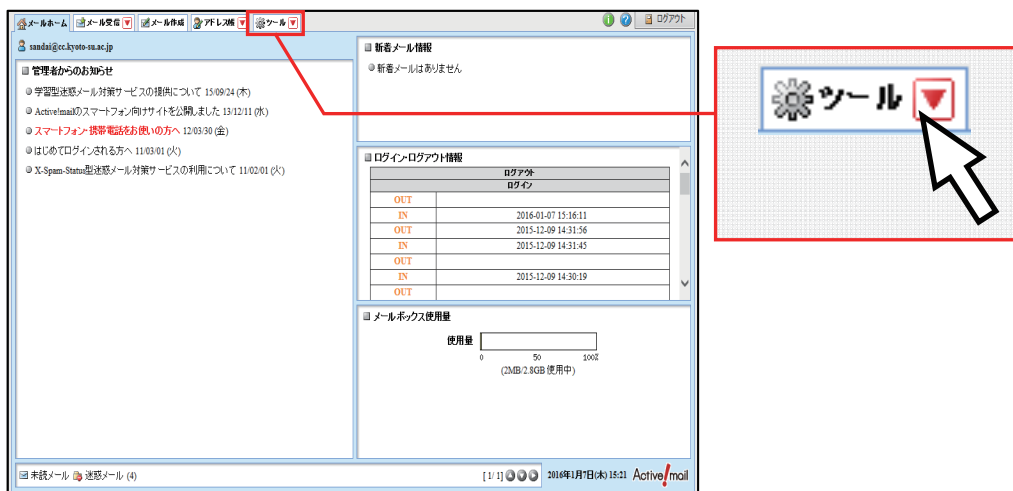 メールホーム メール受信 メール作成 アドレス帳 ツール ログアウト
sandai@cc.kyoto-su.ac.jp
管理者からのお知らせ
学習型迷惑メール対策サービスの提供について 15/09/24 (木)
Active!mailのスマートフォン向けサイトを公開しました 13/12/11 (水)
スマートフォン・携帯電話をお使いの方へ 12/03/30 (金)
はじめてログインされる方へ 11/03/01 (火)
X-Spam-Status型迷惑メール対策サービスの利用について 11/02/01 (火)
新着メール情報
新着メールはありません
ログイン・ログアウト情報
ログアウト
ログイン
OUT
IN 2016-01-07 15:16:11
OUT 2015-12-09 14:31:56
IN 2015-12-09 14:31:45
OUT
IN 2015-12-09 14:30:19
OUT
メールボックス使用量
使用量
0 50 100%
(2MB/2.8GB 使用中)
未読メール 迷惑メール (4)
[ 1/ 1] 2016年1月7日(木) 15:21 Active!mail
ツール